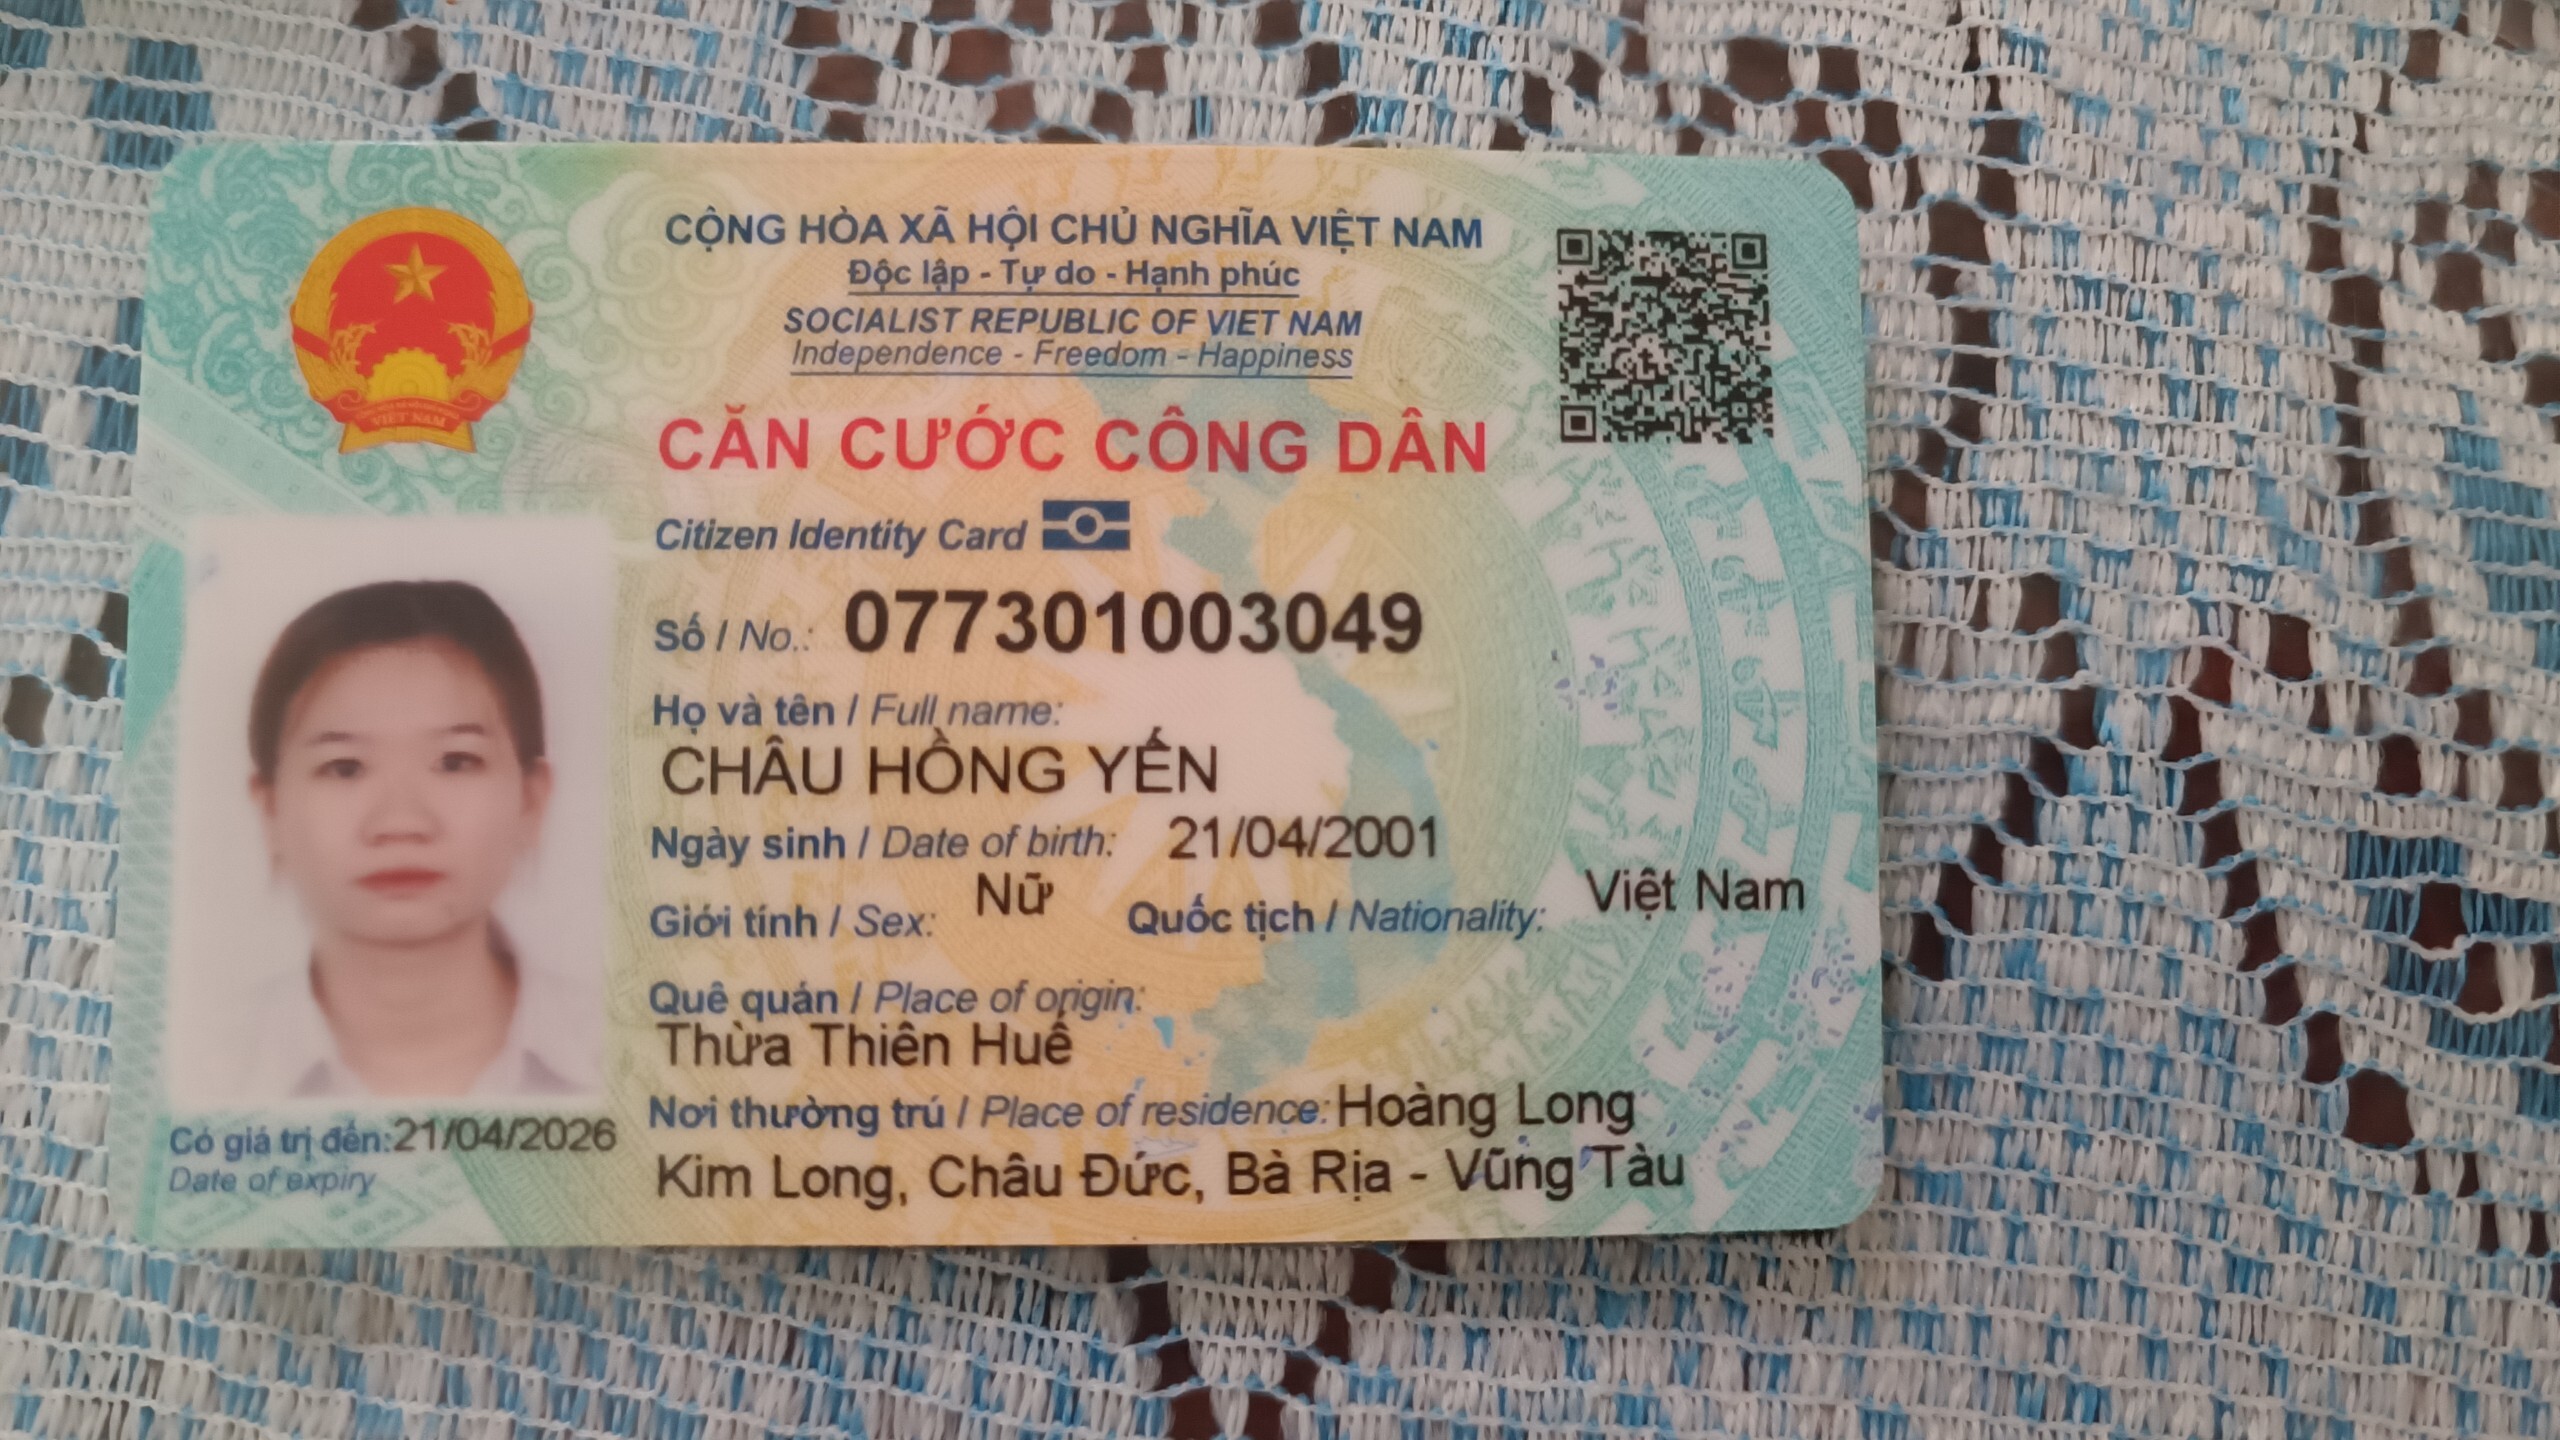 CỘNG HÒA XÃ HỘI CHỦ NGHĨA VIỆT NAM
Độc lập - Tự do - Hạnh phúc
SOCIALIST REPUBLIC OF VIET NAM
Independence - Freedom - Happiness
CĂN CƯỚC CÔNG DÂN
Citizen Identity Card
Số / No.: 077301003049
Họ và tên / Full name:
CHÂU HỒNG YẾN
Ngày sinh / Date of birth: 21/04/2001
Giới tính / Sex: Nữ Quốc tịch / Nationality: Việt Nam
Quê quán / Place of origin:
Thừa Thiên Huế
Nơi thường trú / Place of residence: Hoàng Long
Kim Long, Châu Đức, Bà Rịa - Vũng Tàu
Có giá trị đến: 21/04/2026
Date of expiry
VIỆT NAM